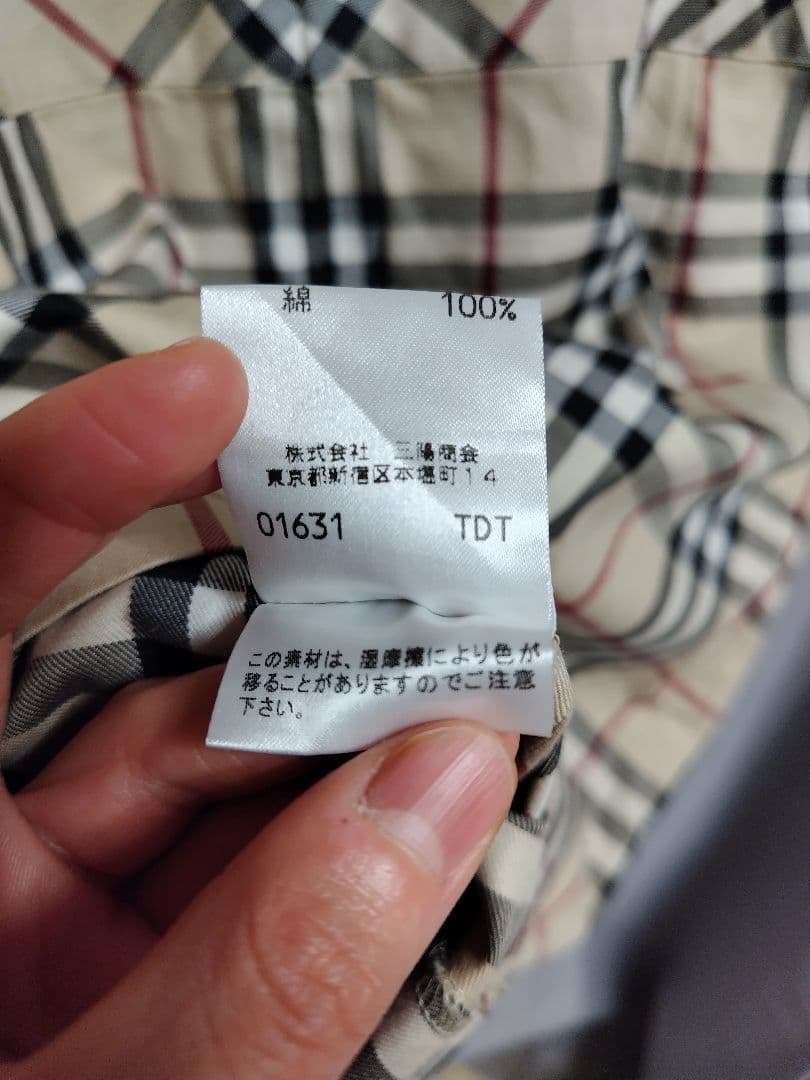 綿 100%
株式会社 三陽商会
東京都新宿区本塩町14
01631 TDT
この素材は、湿摩擦により色が
移ることがありますのでご注意
下さい。